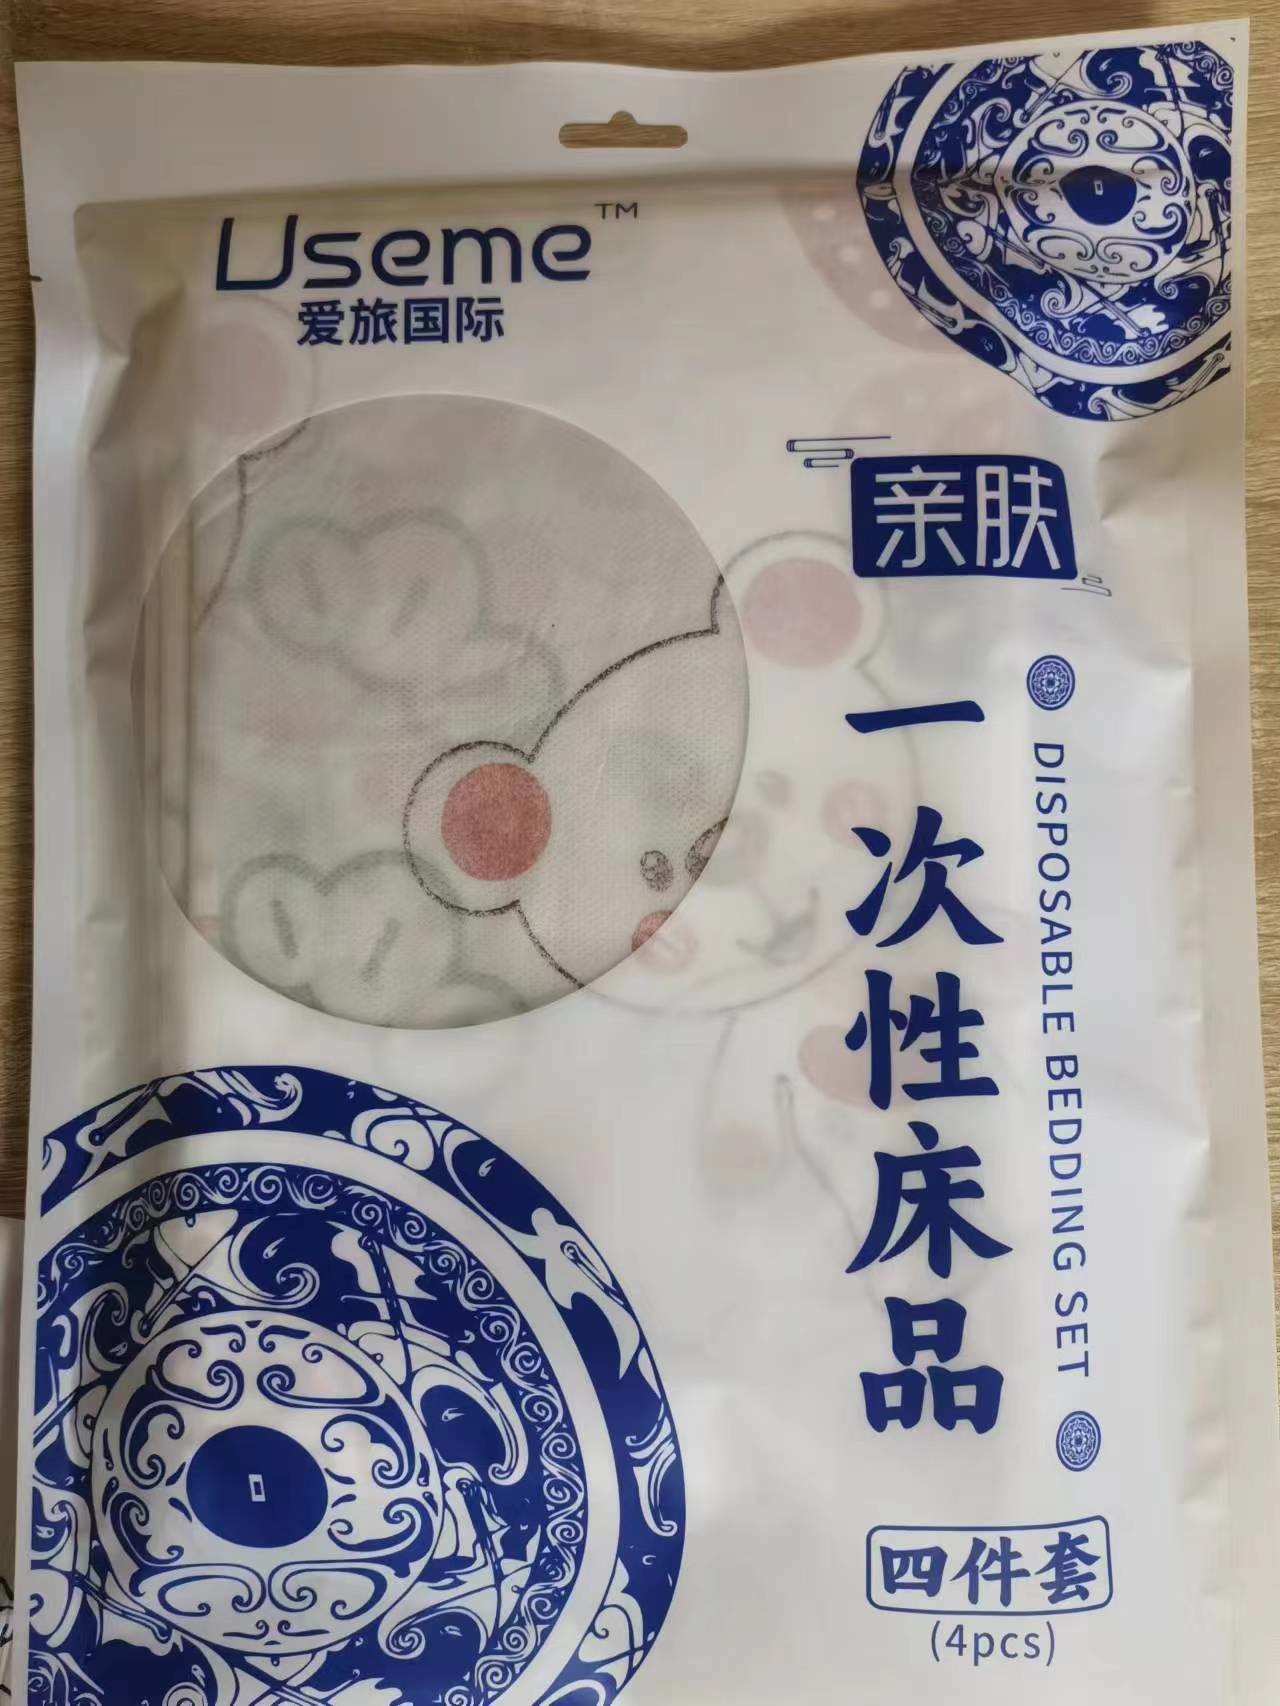 Useme™
爱旅国际
亲肤
一次性床品
DISPOSABLE BEDDING SET
四件套
(4pcs)